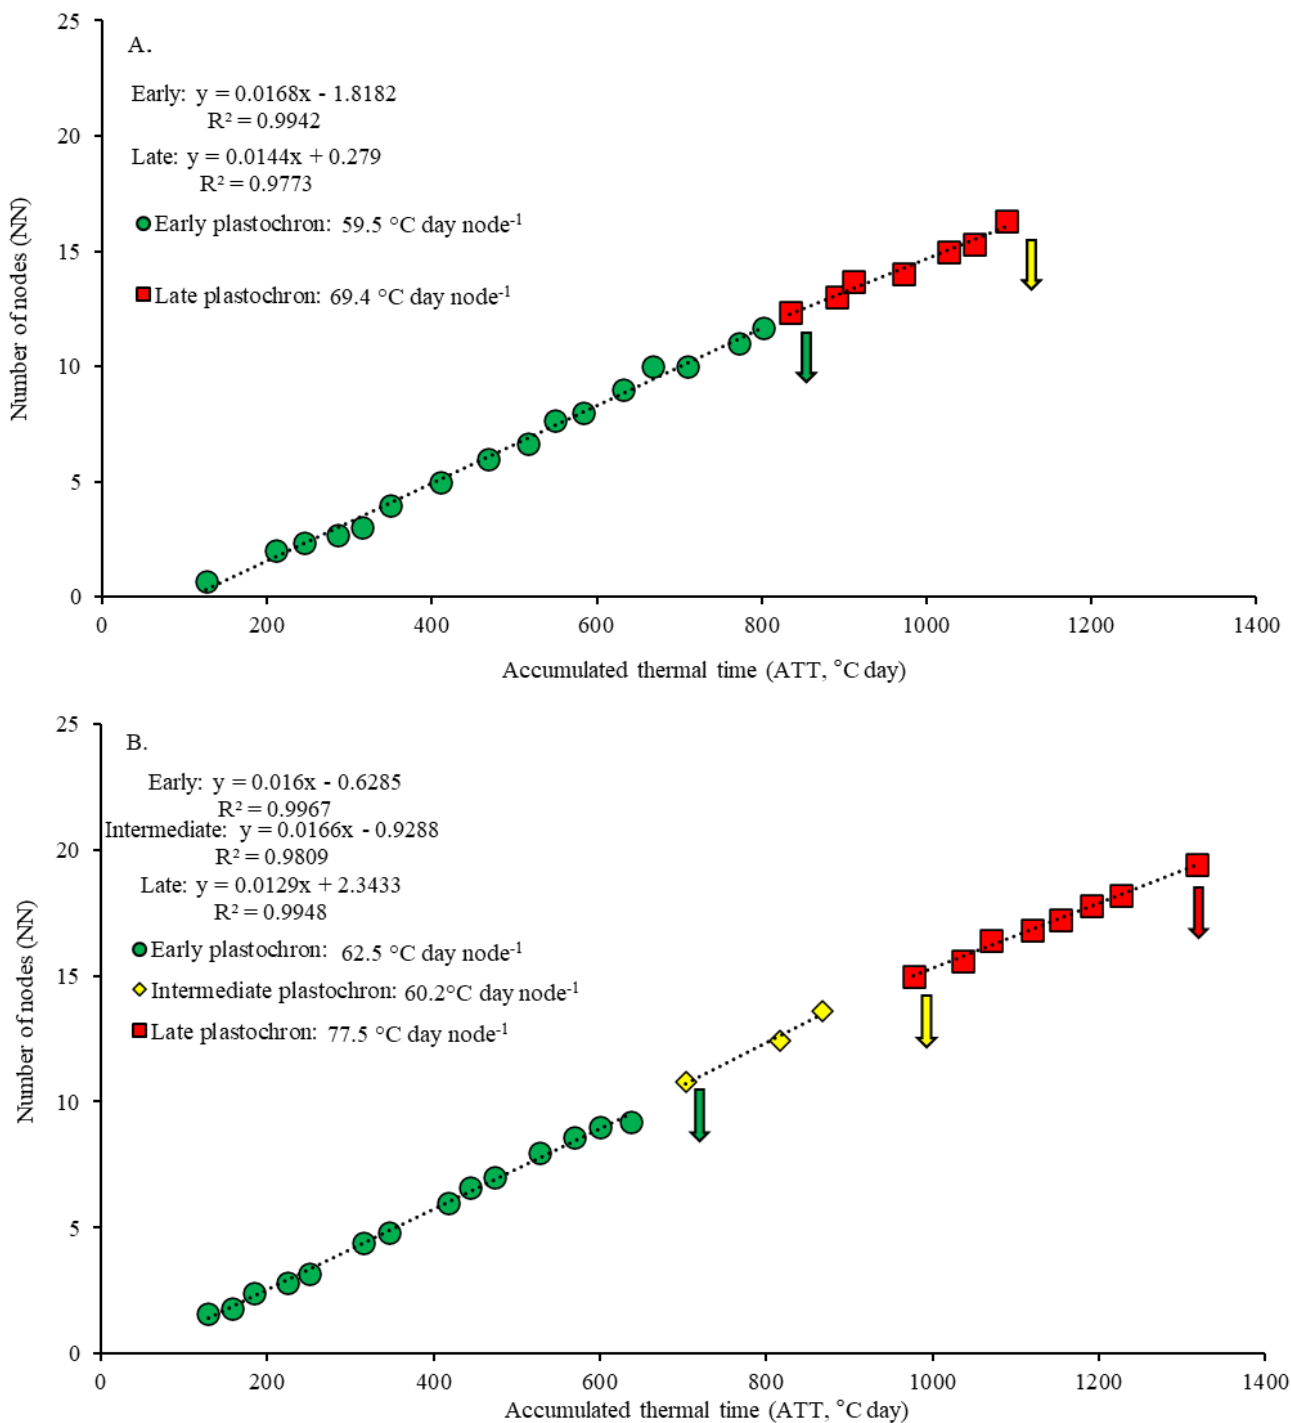 25
A.
Early: y = 0.0168x - 1.8182
R² = 0.9942
20
Late: y = 0.0144x + 0.279
R² = 0.9773
Early plastochron: 59.5 °C day node⁻¹
15
Late plastochron: 69.4 °C day node⁻¹
Number of nodes (NN)
10
5
0
0 200 400 600 800 1000 1200 1400
Accumulated thermal time (ATT, °C day)
25
B.
Early: y = 0.016x - 0.6285
R² = 0.9967
Intermediate: y = 0.0166x - 0.9288
20
R² = 0.9809
Late: y = 0.0129x + 2.3433
R² = 0.9948
Early plastochron: 62.5 °C day node⁻¹
15
Intermediate plastochron: 60.2°C day node⁻¹
Late plastochron: 77.5 °C day node⁻¹
Number of nodes (NN)
10
5
0
0 200 400 600 800 1000 1200 1400
Accumulated thermal time (ATT, °C day)